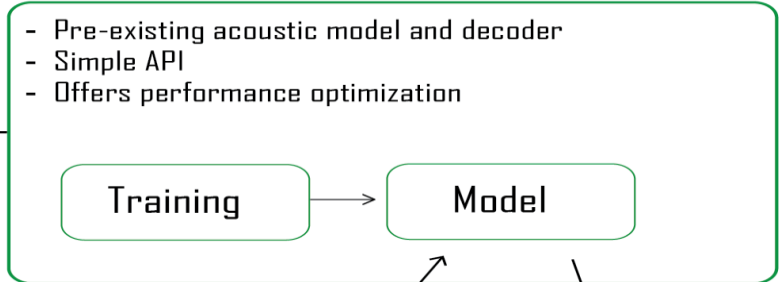 - Pre-existing acoustic model and decoder
- Simple API
- Offers performance optimization
Training
Model